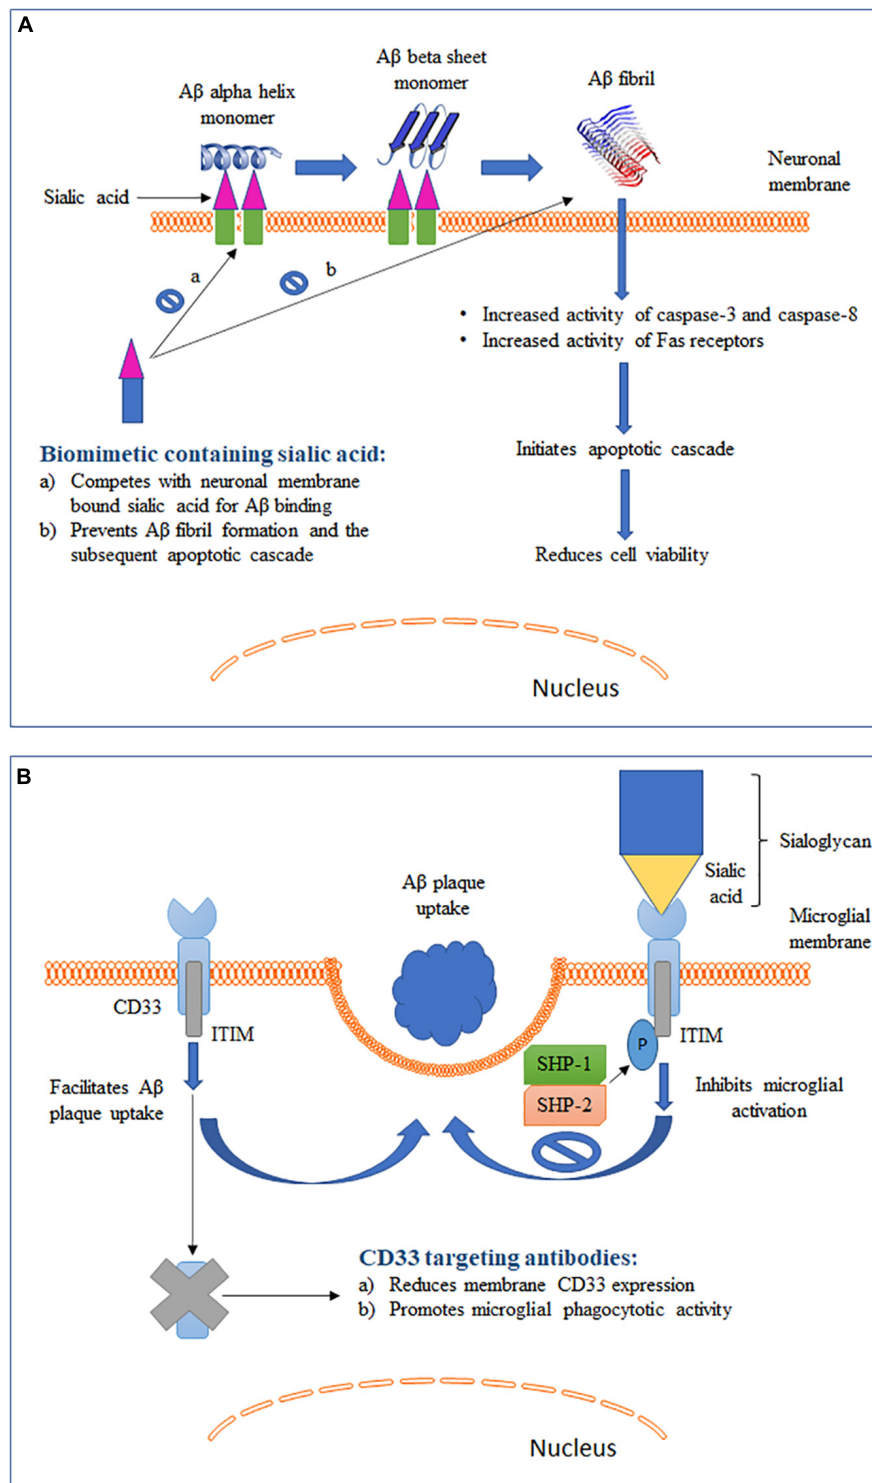 A
Aβ alpha helix
monomer
Aβ beta sheet
monomer
Aβ fibril
Neuronal
membrane
Sialic acid
a
b
• Increased activity of caspase-3 and caspase-8
• Increased activity of Fas receptors
Initiates apoptotic cascade
Reduces cell viability
Biomimetic containing sialic acid:
a) Competes with neuronal membrane
bound sialic acid for Aβ binding
b) Prevents Aβ fibril formation and the
subsequent apoptotic cascade
Nucleus
B
Sialoglycan
Sialic
acid
Aβ plaque
uptake
Microglial
membrane
CD33
ITIM
ITIM
P
SHP-1
SHP-2
Facilitates Aβ
plaque uptake
Inhibits microglial
activation
CD33 targeting antibodies:
a) Reduces membrane CD33 expression
b) Promotes microglial phagocytotic activity
Nucleus